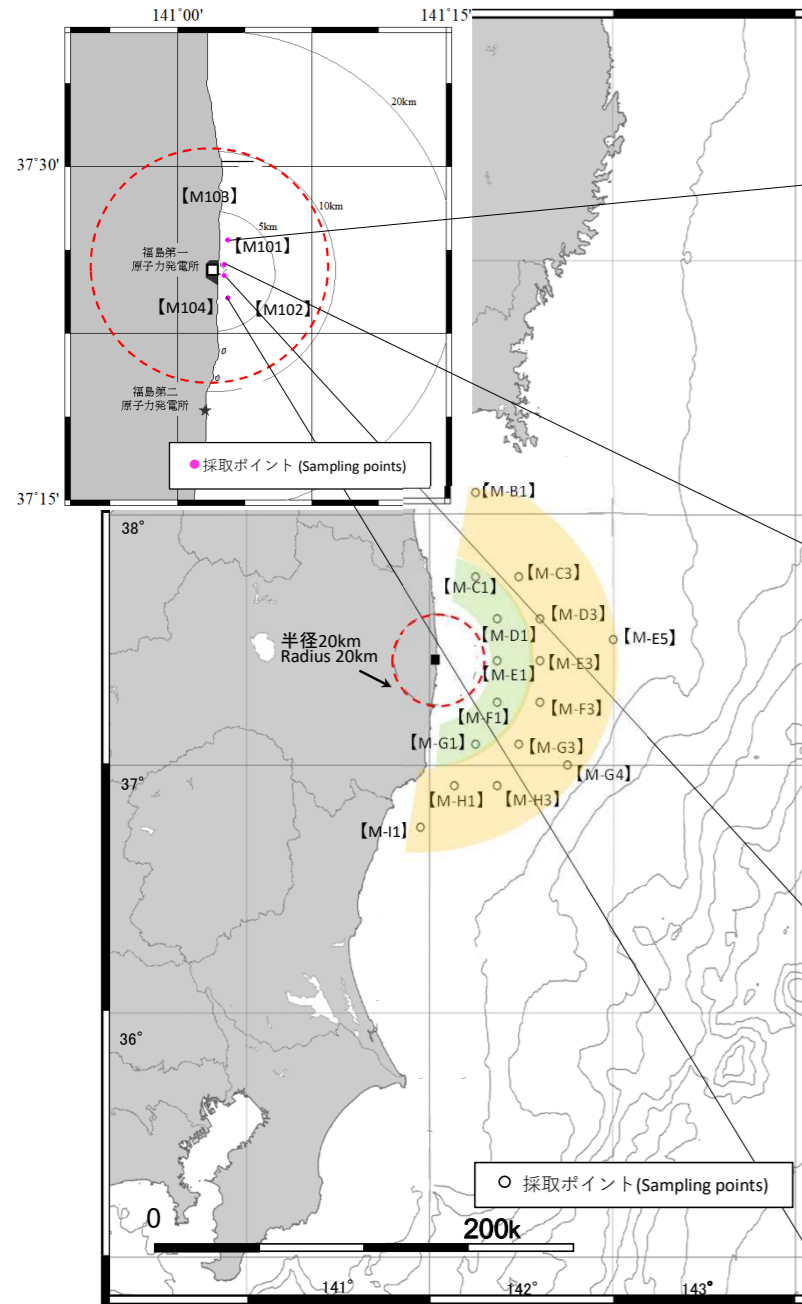 141°00'
141°15'
20km
37°30'
【M103】
10km
5km
【M101】
福島第一
原子力発電所
【M104】
【M102】
福島第二
原子力発電所
採取ポイント (Sampling points)
37°15'
【M-B1】
38°
【M-C1】
【M-C3】
【M-D3】
【M-D1】
【M-E5】
半径20km
Radius 20km
【M-E1】
【M-E3】
【M-F1】
【M-F3】
【M-G1】
【M-G3】
【M-G4】
37°
【M-H1】
【M-H3】
【M-I1】
36°
採取ポイント(Sampling points)
0
200k
141°
142°
143°